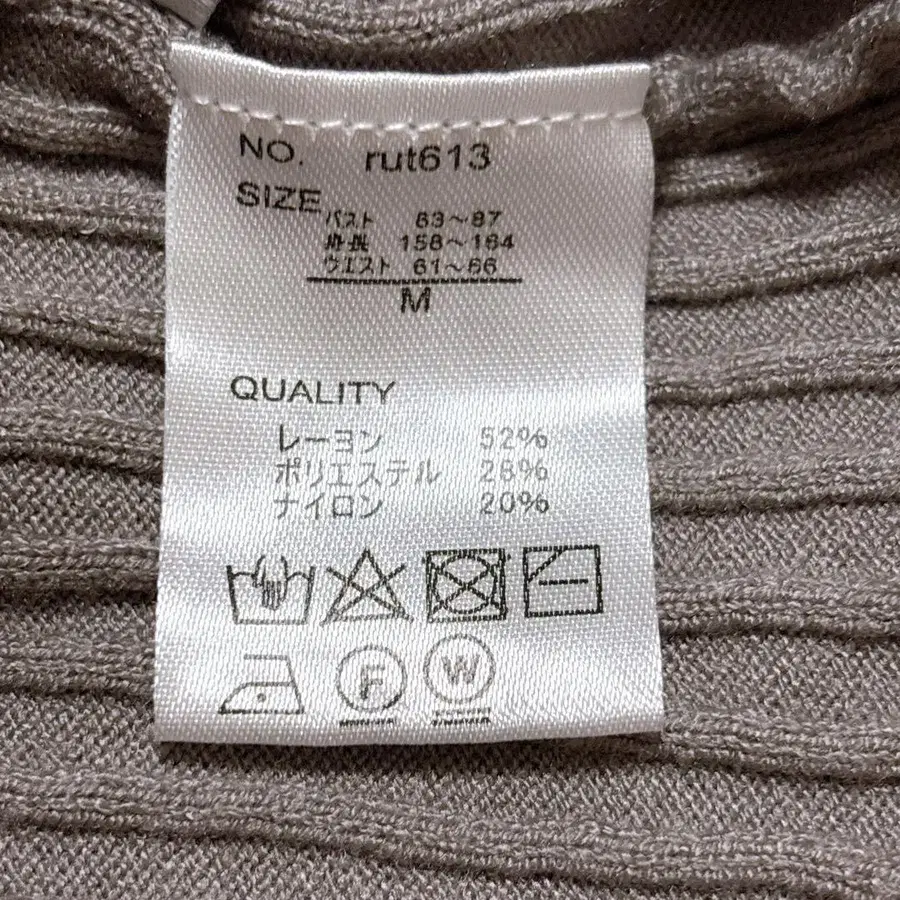 NO. rut613
SIZE
バスト 83〜87
身長 158〜164
ウエスト 61〜66
M
QUALITY
レーヨン 52%
ポリエステル 28%
ナイロン 20%
F
W